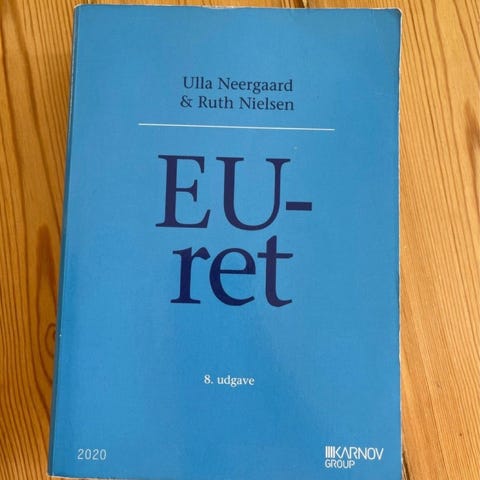 Ulla Neergaard
& Ruth Nielsen
EU-
ret
8. udgave
2020
KARNOV
GROUP